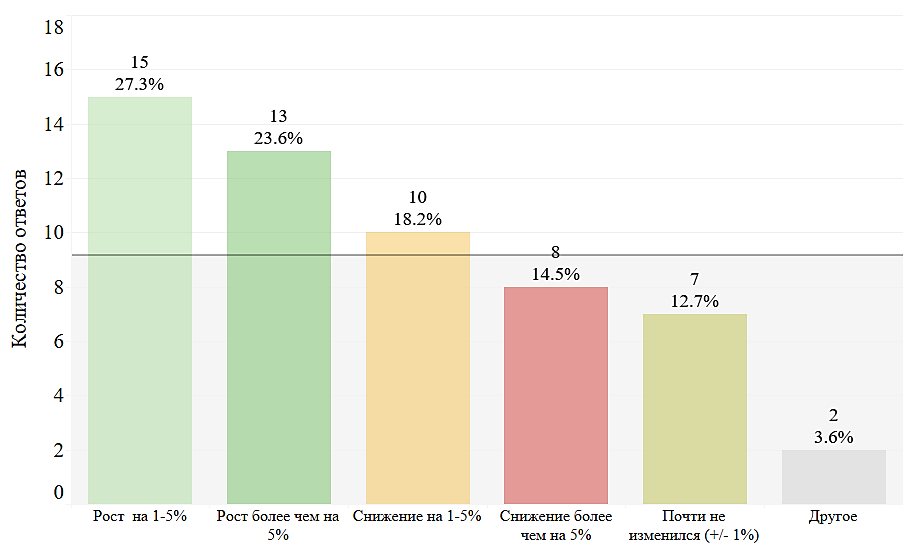 18
16
14
12
10
8
6
4
2
0
Количество ответов
15
27.3%
13
23.6%
10
18.2%
8
14.5%
7
12.7%
2
3.6%
Рост на 1-5%
Рост более чем на
5%
Снижение на 1-5%
Снижение более
чем на 5%
Почти не
изменился (+/- 1%)
Другое